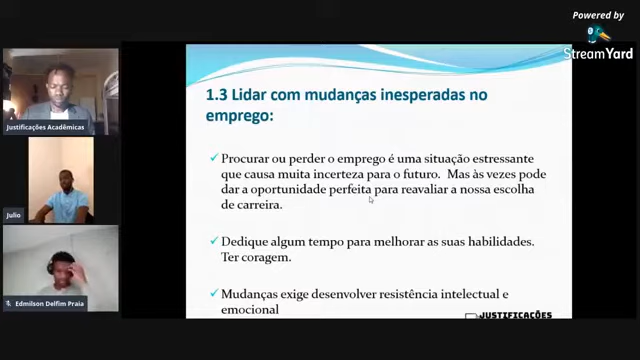 Powered by
StreamYard
1.3 Lidar com mudanças inesperadas no
emprego:
Procurar ou perder o emprego é uma situação estressante
que causa muita incerteza para o futuro. Mas às vezes pode
dar a oportunidade perfeita para reavaliar a nossa escolha
de carreira.
Dedique algum tempo para melhorar as suas habilidades.
Ter coragem.
Mudanças exige desenvolver resistência intelectual e
emocional
JUSTIFICAÇÕES
Justificações Acadêmicas
Julio
Edmilson Delfim Praia